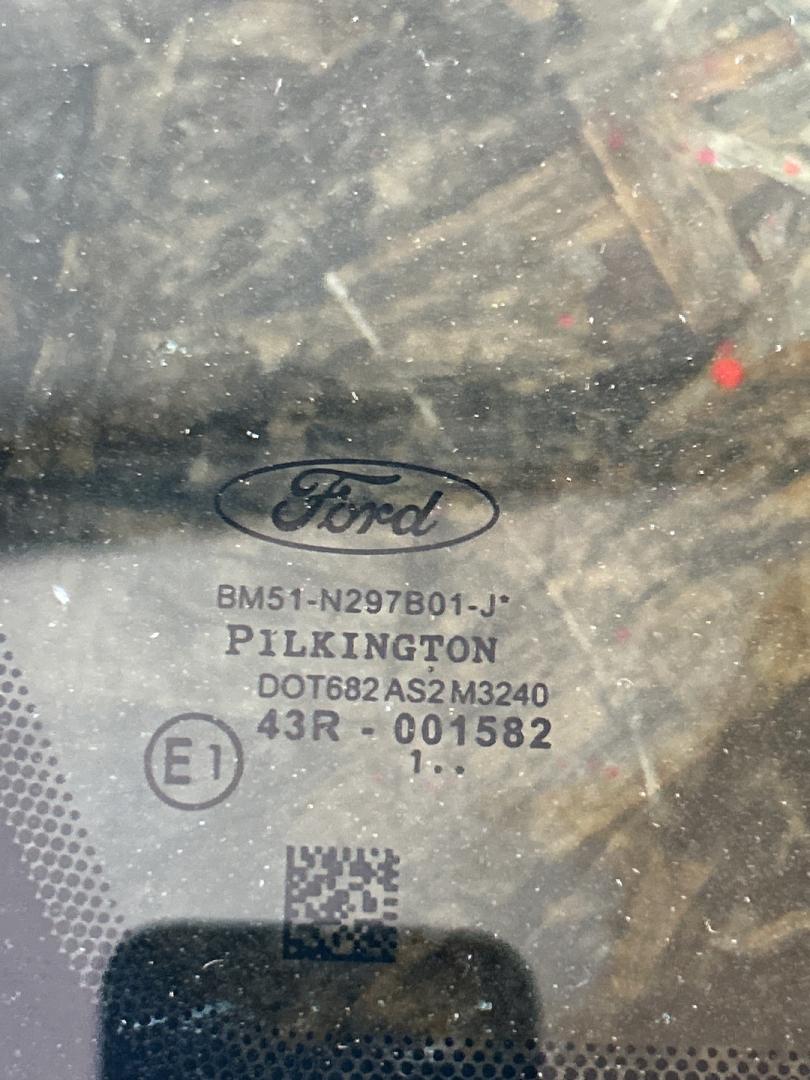 Ford
BM51-N297B01-J*
PILKINGTON
DOT682 AS2 M3240
43R - 001582
E1
1..